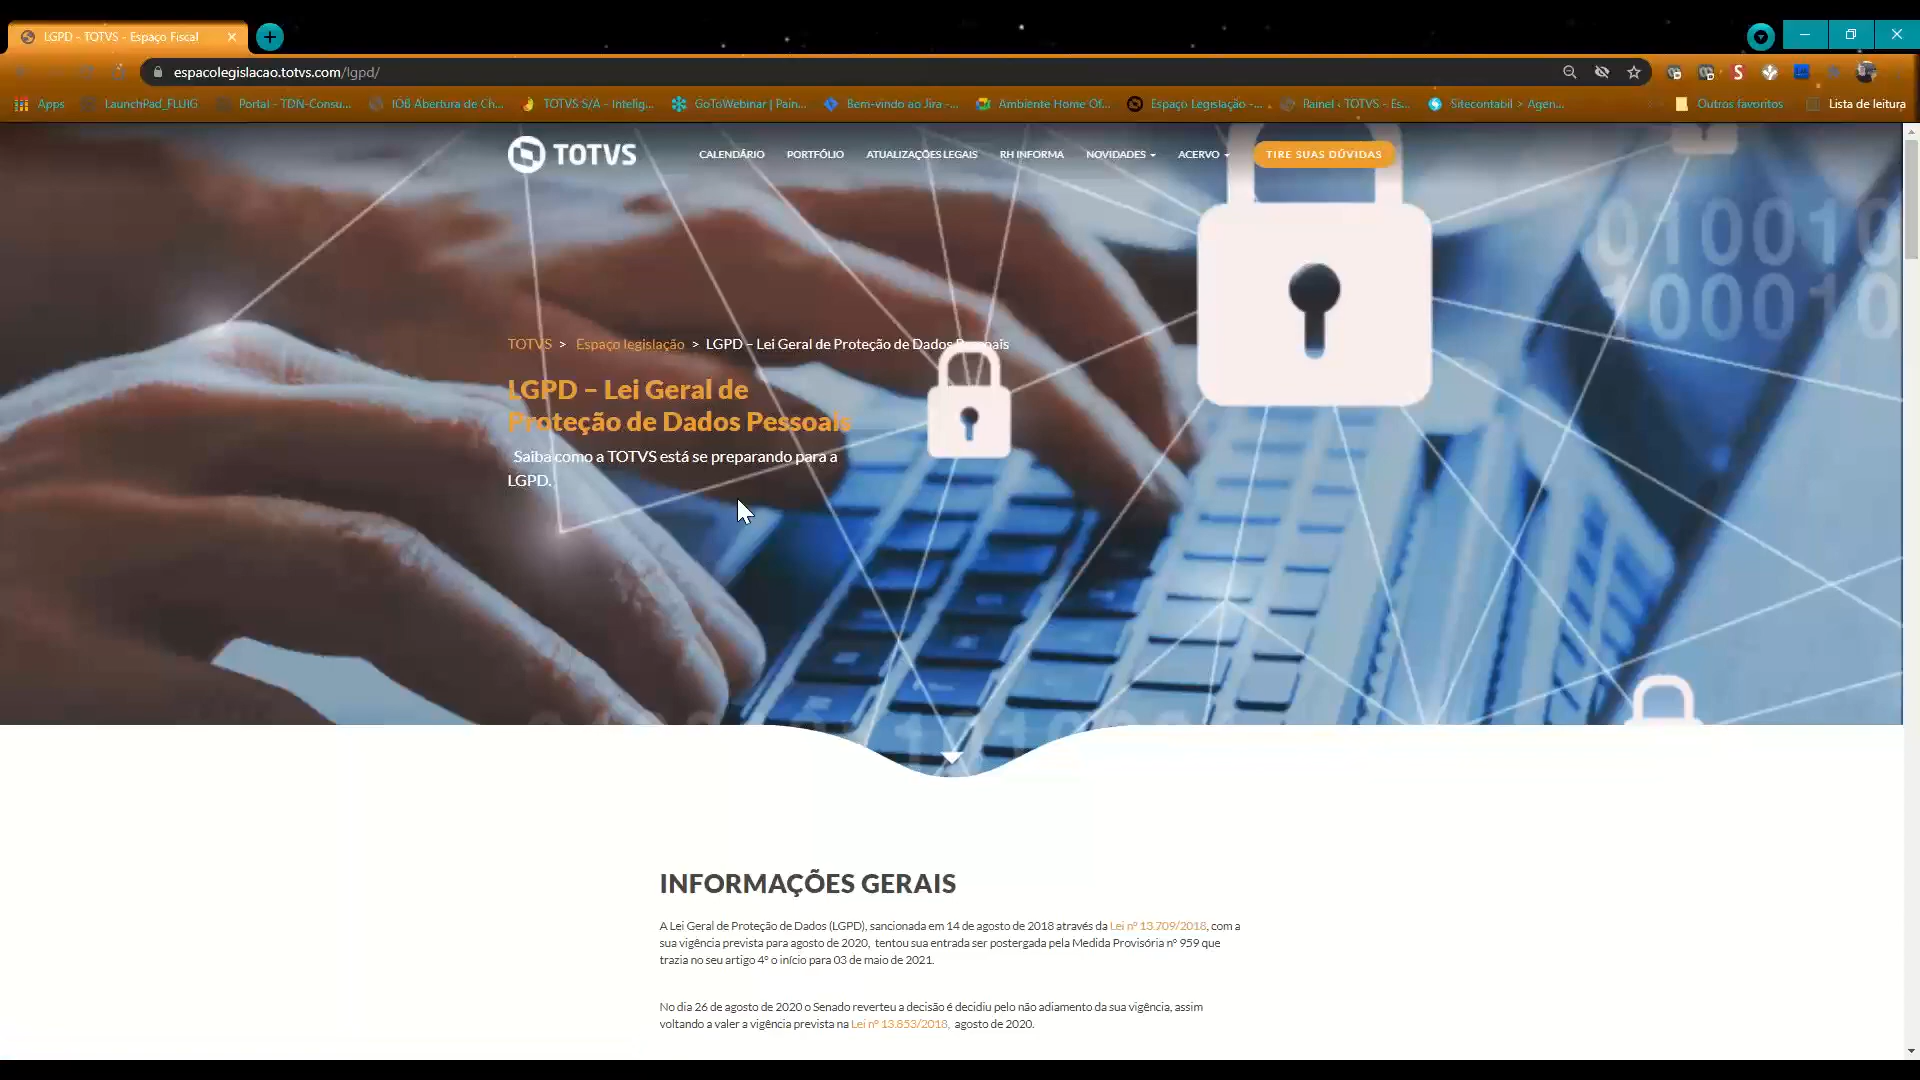 LGPD - TOTVS - Espaço Fiscal
espacolegislacao.totvs.com/lgpd/
Apps
LaunchPad_FLUIG
Portal - TDN-Consu...
IOB Abertura de Ch...
TOTVS S/A - Intelig...
GoToWebinar | Pain...
Bem-vindo ao Jira -...
Ambiente Home Of...
Espaço Legislação -...
Painel ‹ TOTVS - Es...
Sitecontabil > Agen...
Outros favoritos
Lista de leitura
TOTVS
CALENDÁRIO
PORTFÓLIO
ATUALIZAÇÕES LEGAIS
RH INFORMA
NOVIDADES
ACERVO
TIRE SUAS DÚVIDAS
010010
100010
TOTVS > Espaço legislação > LGPD – Lei Geral de Proteção de Dados Pessoais
LGPD – Lei Geral de
Proteção de Dados Pessoais
Saiba como a TOTVS está se preparando para a
LGPD.
INFORMAÇÕES GERAIS
A Lei Geral de Proteção de Dados (LGPD), sancionada em 14 de agosto de 2018 através da Lei nº 13.709/2018, com a
sua vigência prevista para agosto de 2020, tentou sua entrada ser postergada pela Medida Provisória nº 959 que
trazia no seu artigo 4º o início para 03 de maio de 2021.
No dia 26 de agosto de 2020 o Senado reverteu a decisão é decidiu pelo não adiamento da sua vigência, assim
voltando a valer a vigência prevista na Lei nº 13.853/2018, agosto de 2020.